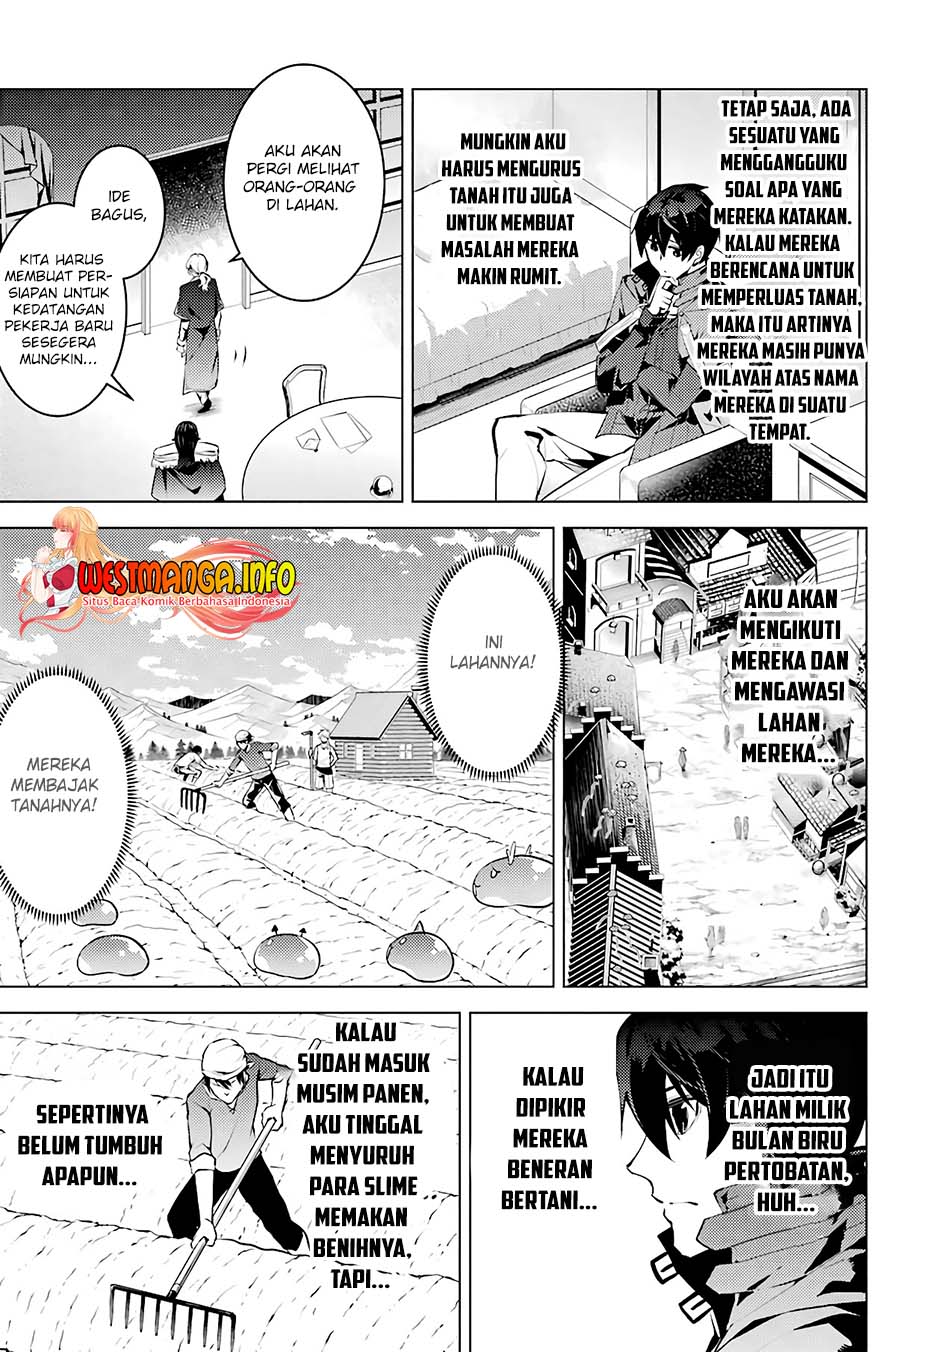 TETAP SAJA, ADA
SESUATU YANG
MENGGANGGUKU
SOAL APA YANG
MEREKA KATAKAN.
KALAU MEREKA
BERENCANA UNTUK
MEMPERLUAS TANAH,
MAKA ITU ARTINYA
MEREKA MASIH PUNYA
WILAYAH ATAS NAMA
MEREKA DI SUATU
TEMPAT.
MUNGKIN AKU
HARUS MENGURUS
TANAH ITU JUGA
UNTUK MEMBUAT
MASALAH MEREKA
MAKIN RUMIT.
AKU AKAN
PERGI MELIHAT
ORANG-ORANG
DI LAHAN.
IDE
BAGUS,
KITA HARUS
MEMBUAT PER-
SIAPAN UNTUK
KEDATANGAN
PEKERJA BARU
SESEGERA
MUNGKIN...
AKU AKAN
MENGIKUTI
MEREKA DAN
MENGAWASI
LAHAN
MEREKA...
INI
LAHANNYA!
MEREKA
MEMBAJAK
TANAHNYA!
WESTMANGA.INFO
Situs Baca Komik Berbahasa Indonesia
JADI ITU
LAHAN MILIK
BULAN BIRU
PERTOBATAN,
HUH...
KALAU
DIPIKIR
MEREKA
BENERAN
BERTANI...
KALAU
SUDAH MASUK
MUSIM PANEN,
AKU TINGGAL
MENYURUH
PARA SLIME
MEMAKAN
BENIHNYA,
TAPI...
SEPERTINYA
BELUM TUMBUH
APAPUN...